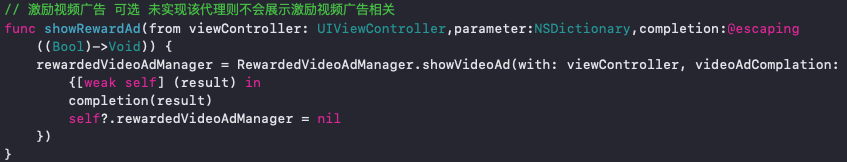 // 激励视频广告 可选 未实现该代理则不会展示激励视频广告相关
func showRewardAd(from viewController: UIViewController,parameter:NSDictionary,completion:@escaping
((Bool)->Void)) {
rewardedVideoAdManager = RewardedVideoAdManager.showVideoAd(with: viewController, videoAdComplation:
{[weak self] (result) in
completion(result)
self?.rewardedVideoAdManager = nil
})
}